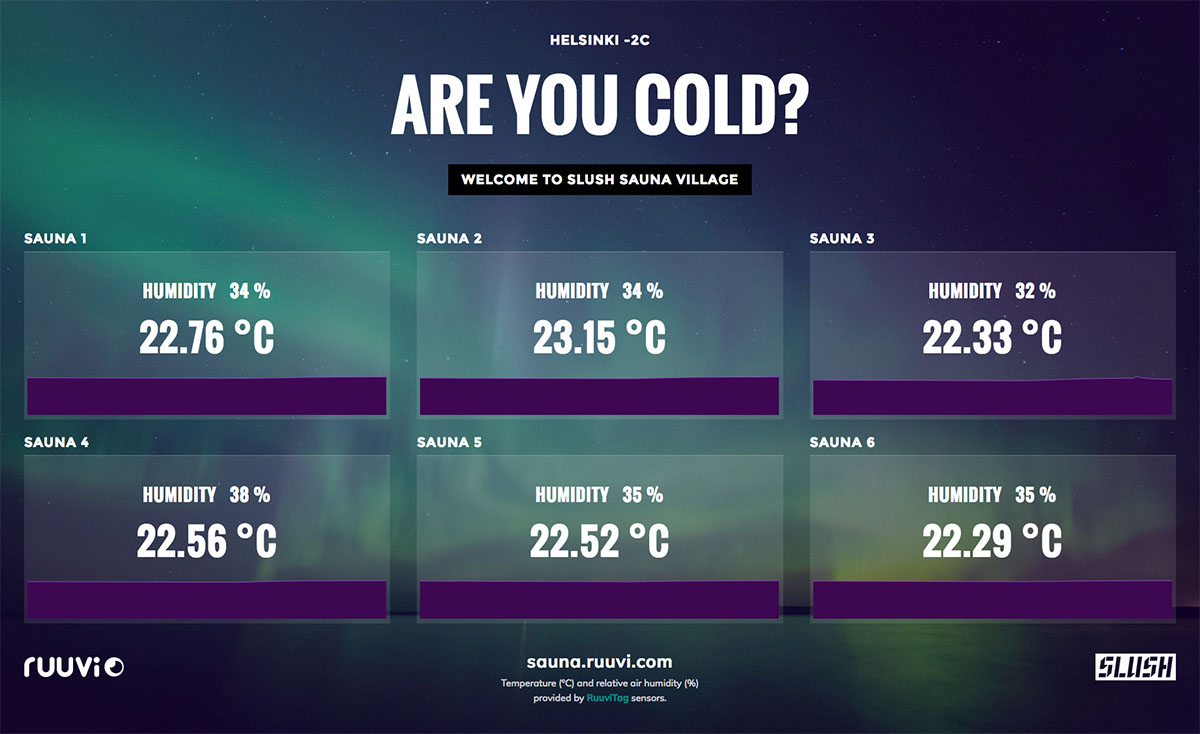 HELSINKI -2C
ARE YOU COLD?
WELCOME TO SLUSH SAUNA VILLAGE
SAUNA 1
HUMIDITY 34 %
22.76 °C
SAUNA 2
HUMIDITY 34 %
23.15 °C
SAUNA 3
HUMIDITY 32 %
22.33 °C
SAUNA 4
HUMIDITY 38 %
22.56 °C
SAUNA 5
HUMIDITY 35 %
22.52 °C
SAUNA 6
HUMIDITY 35 %
22.29 °C
ruuvi
sauna.ruuvi.com
Temperature (°C) and relative air humidity (%)
provided by RuuviTag sensors.
SLUSH